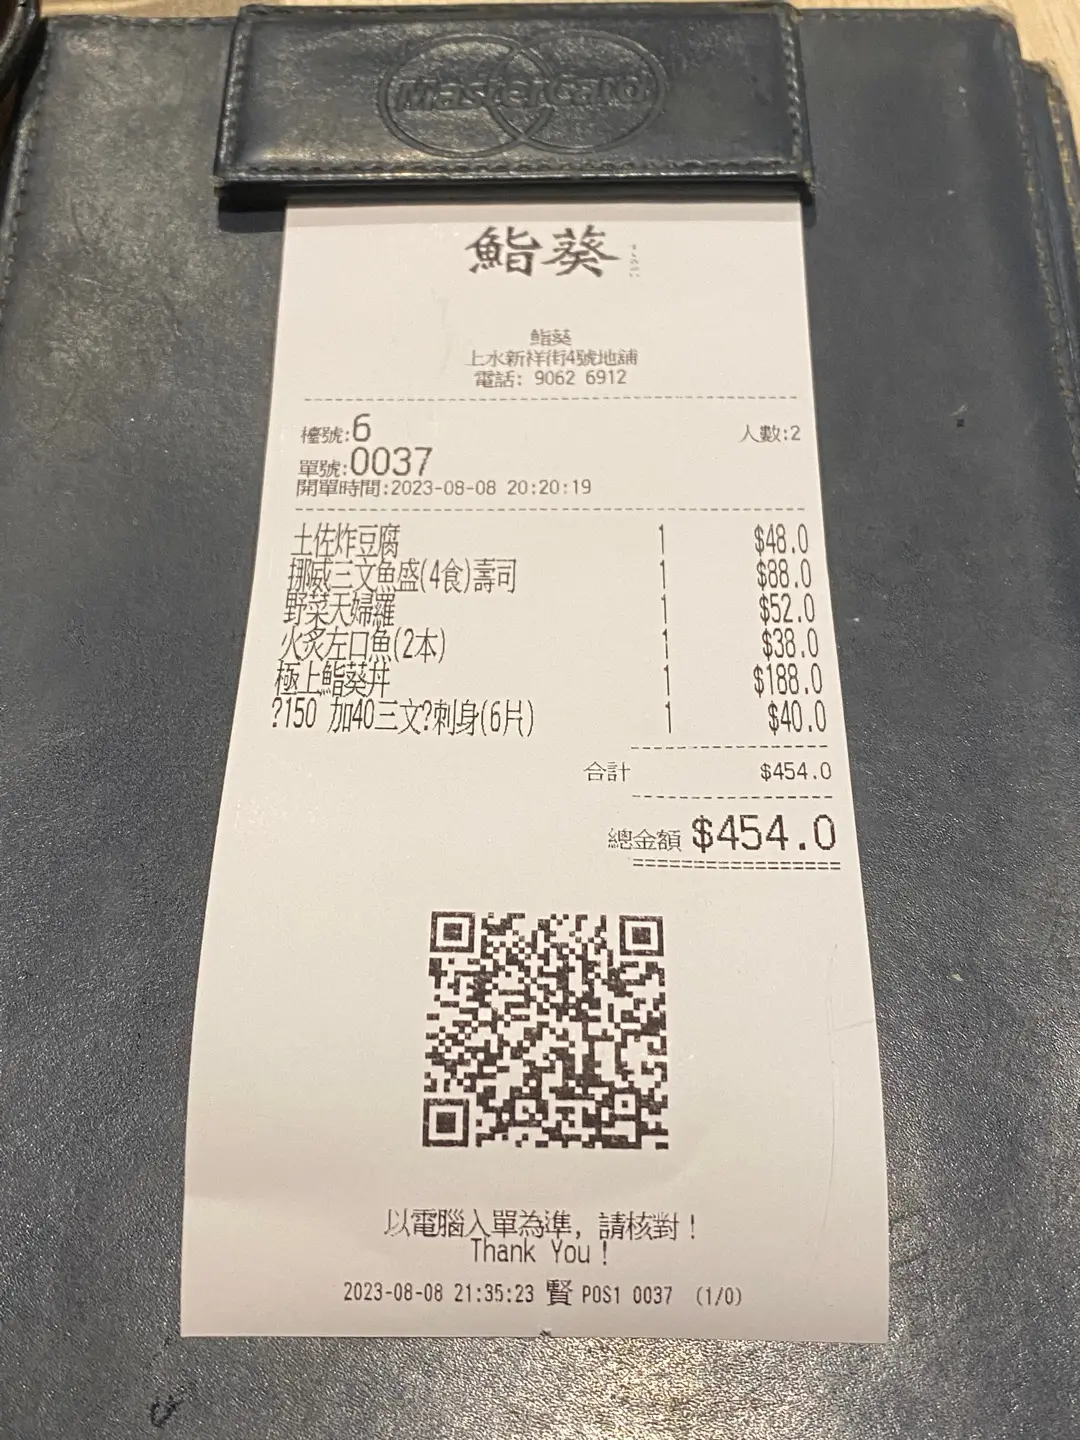 MasterCard
鮨葵
鮨葵
上水新祥街4號地舖
電話: 9062 6912
檯號:6 人數:2
單號:0037
開單時間:2023-08-08 20:20:19
土佐炸豆腐 1 $48.0
挪威三文魚盛(4食)壽司 1 $88.0
野菜天婦羅 1 $52.0
火炙左口魚(2本) 1 $38.0
極上鮨葵丼 1 $188.0
?150 加40三文?刺身(6片) 1 $40.0
合計 $454.0
總金額 $454.0
以電腦入單為準, 請核對!
Thank You!
2023-08-08 21:35:23 賢 POS1 0037 (1/0)